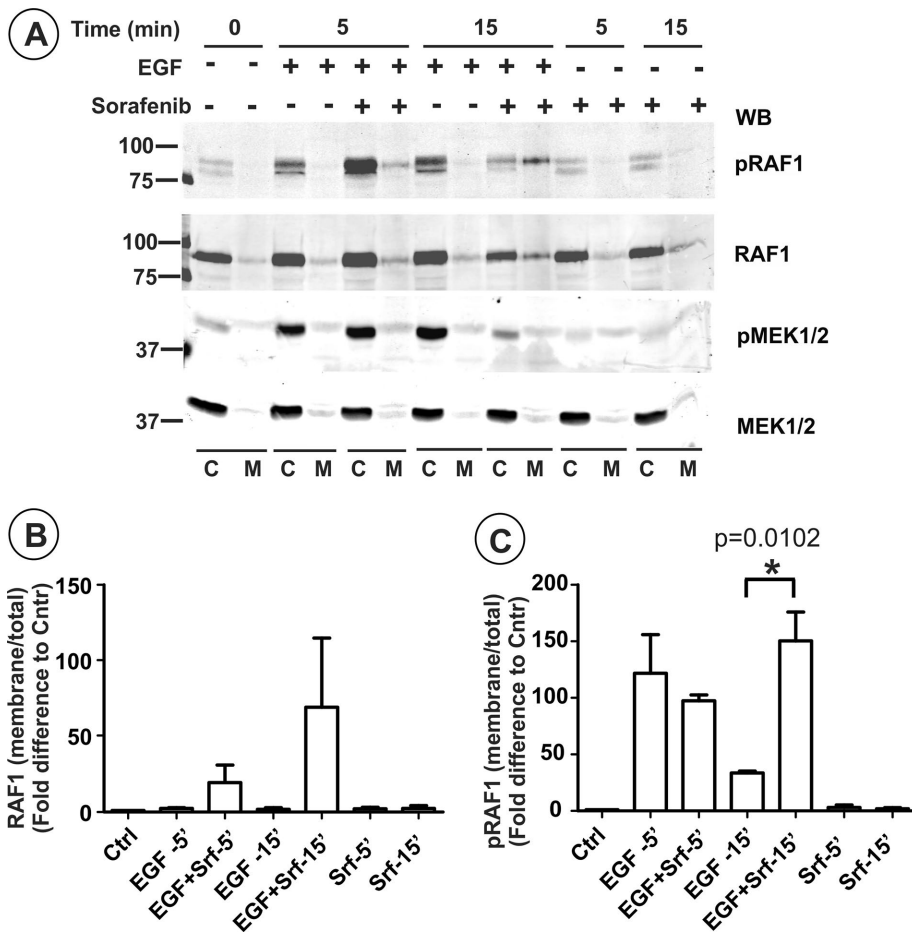 A
Time (min) 0 5 15 5 15
EGF - - + + + + + + + + - - - -
Sorafenib - - - - + + - - + + + + + +
WB
100
75
pRAF1
100
75
RAF1
37
pMEK1/2
37
MEK1/2
C M C M C M C M C M C M C M
B
RAF1 (membrane/total)
(Fold difference to Cntr)
150
100
50
0
Ctrl
EGF -5’
EGF+Srf-5’
EGF -15’
EGF+Srf-15’
Srf-5’
Srf-15’
C
p=0.0102
*
pRAF1 (membrane/total)
(Fold difference to Cntr)
200
150
100
50
0
Ctrl
EGF -5’
EGF+Srf-5’
EGF -15’
EGF+Srf-15’
Srf-5’
Srf-15’